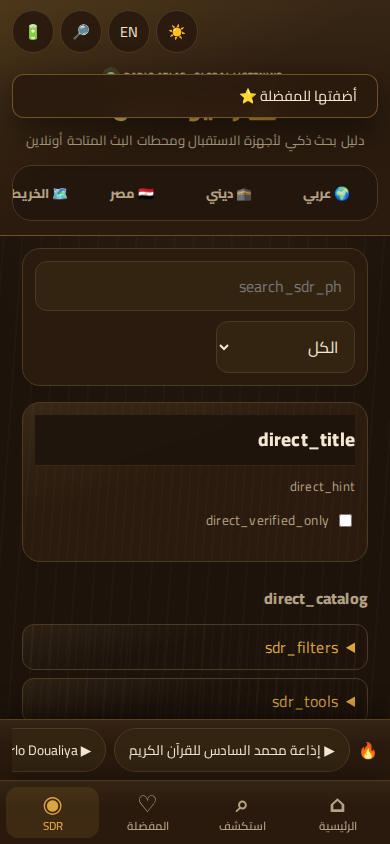 EN
أضفتها للمفضلة ⭐
دليل بحث ذكي لأجهزة الاستقبال ومحطات البث المتاحة أونلاين
🌍 عربي
🕋 ديني
🇪🇬 مصر
🗺️ الخريط
search_sdr_ph
الكل
direct_title
direct_hint
direct_verified_only
direct_catalog
◀ sdr_filters
◀ sdr_tools
🔥
▶ إذاعة محمد السادس للقرآن الكريم
▶ rlo Doualiya
الرئيسية
استكشف
المفضلة
SDR